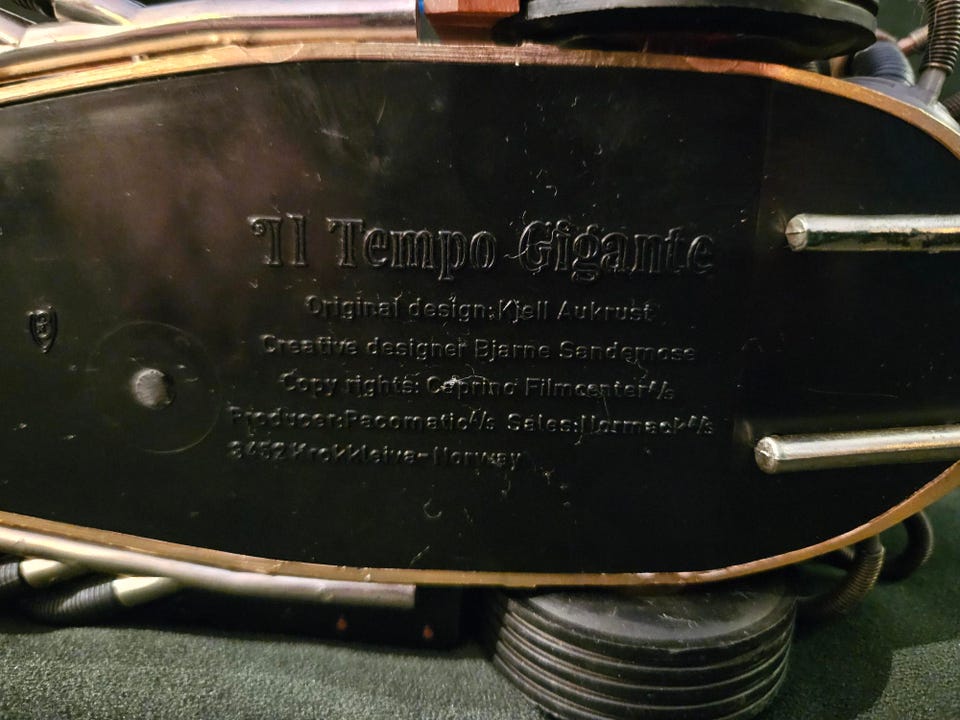 Il Tempo Gigante
Original design: Kjell Aukrust
Creative designer Bjarne Sandemose
Copy rights: Caprino Filmcenter A/s
Producer: Pacomatic A/s Sales: Normack A/s
Krokkleiva-Norway